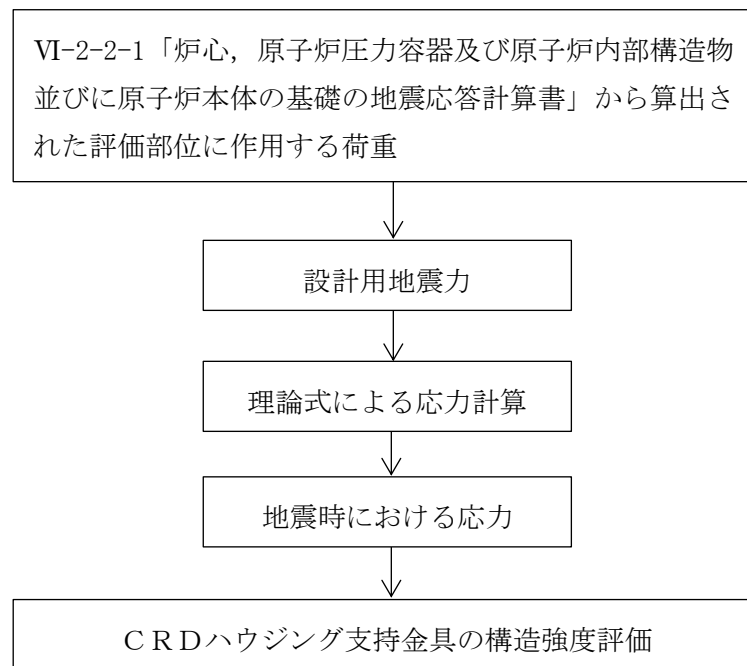 Ⅵ-2-2-1「炉心，原子炉圧力容器及び原子炉内部構造物
並びに原子炉本体の基礎の地震応答計算書」から算出さ
れた評価部位に作用する荷重
設計用地震力
理論式による応力計算
地震時における応力
ＣＲＤハウジング支持金具の構造強度評価